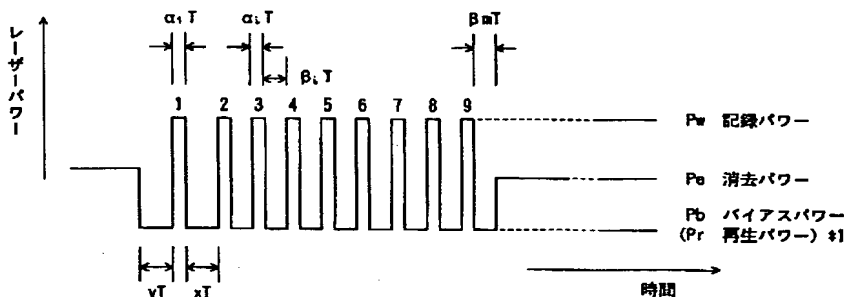 α₁T
αᵢT
βmT
レーザーパワー
βᵢT
1 2 3 4 5 6 7 8 9
Pw 記録パワー
Pe 消去パワー
Pb バイアスパワー
(Pr 再生パワー) *1
yT
xT
時間